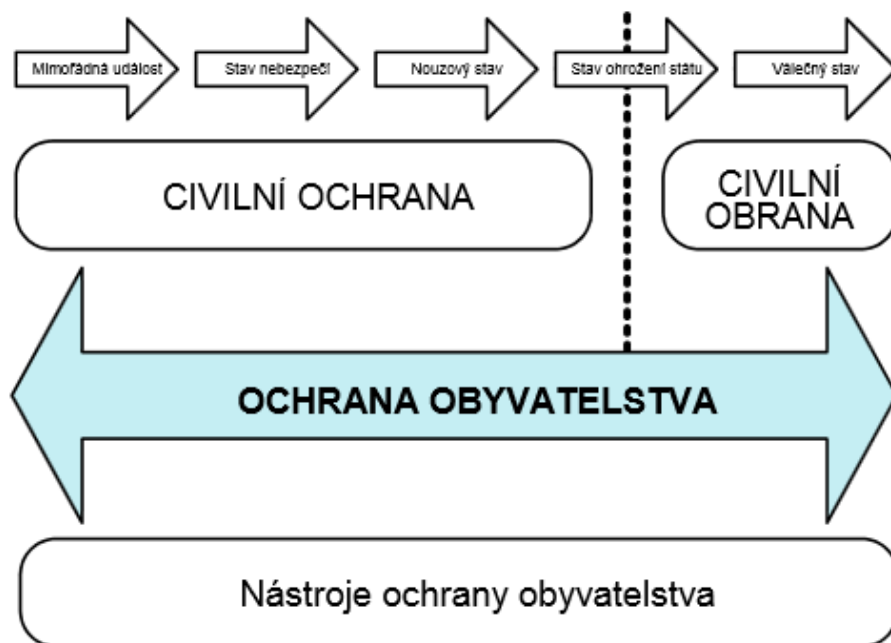 Mimořádná událost
Stav nebezpečí
Nouzový stav
Stav ohrožení státu
Válečný stav
CIVILNÍ OCHRANA
CIVILNÍ
OBRANA
OCHRANA OBYVATELSTVA
Nástroje ochrany obyvatelstva